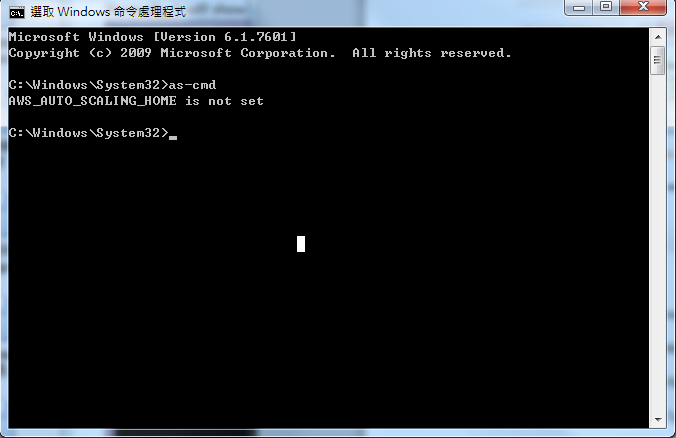 選取 Windows 命令處理程式
Microsoft Windows [Version 6.1.7601]
Copyright (c) 2009 Microsoft Corporation.  All rights reserved.
C:\Windows\System32>as-cmd
AWS_AUTO_SCALING_HOME is not set
C:\Windows\System32>_